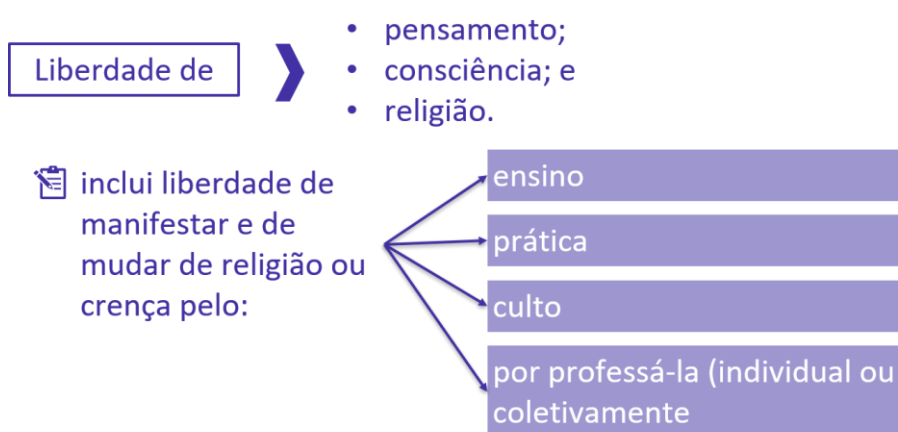 Liberdade de
• pensamento;
• consciência; e
• religião.
inclui liberdade de
manifestar e de
mudar de religião ou
crença pelo:
ensino
prática
culto
por professá-la (individual ou
coletivamente